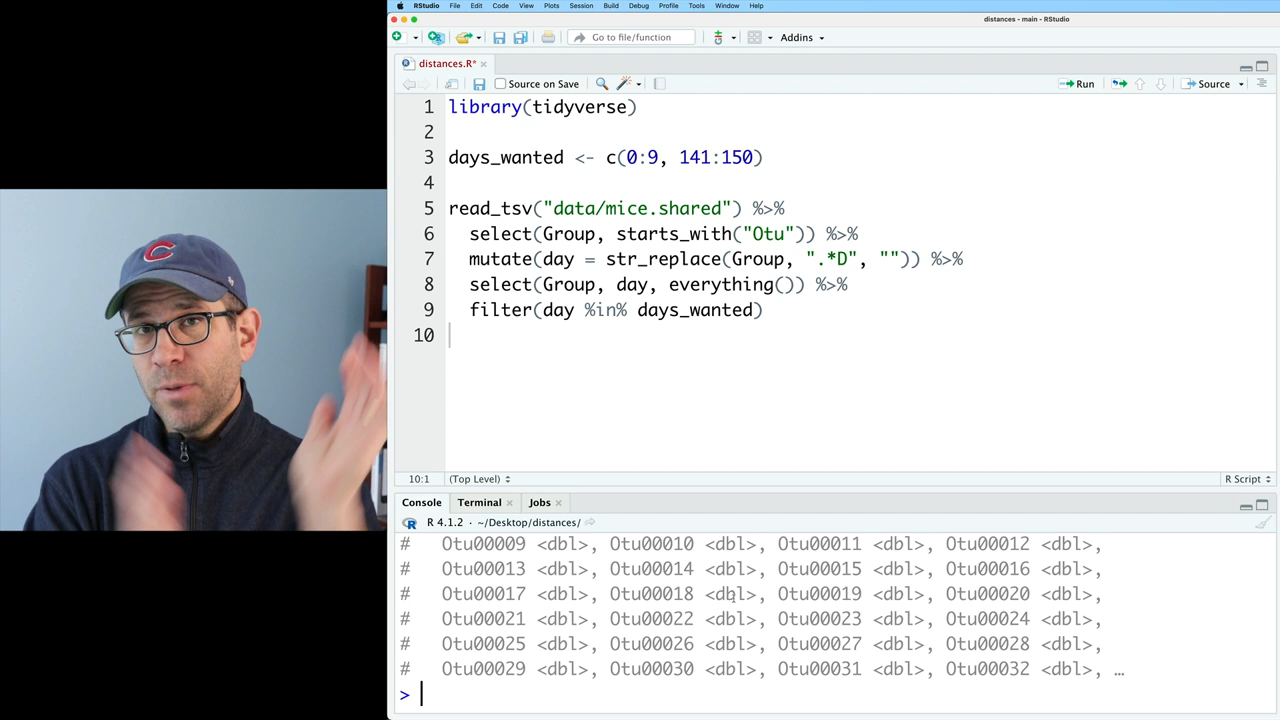 RStudio File Edit Code View Plots Session Build Debug Profile Tools Window Help
distances - main - RStudio
Go to file/function Addins
distances.R*
Source on Save Run Source
1 library(tidyverse)
2
3 days_wanted <- c(0:9, 141:150)
4
5 read_tsv("data/mice.shared") %>%
6 select(Group, starts_with("Otu")) %>%
7 mutate(day = str_replace(Group, ".*D", "")) %>%
8 select(Group, day, everything()) %>%
9 filter(day %in% days_wanted)
10
10:1 (Top Level) R Script
Console Terminal Jobs
R 4.1.2 · ~/Desktop/distances/
# Otu00009 <dbl>, Otu00010 <dbl>, Otu00011 <dbl>, Otu00012 <dbl>,
# Otu00013 <dbl>, Otu00014 <dbl>, Otu00015 <dbl>, Otu00016 <dbl>,
# Otu00017 <dbl>, Otu00018 <dbl>, Otu00019 <dbl>, Otu00020 <dbl>,
# Otu00021 <dbl>, Otu00022 <dbl>, Otu00023 <dbl>, Otu00024 <dbl>,
# Otu00025 <dbl>, Otu00026 <dbl>, Otu00027 <dbl>, Otu00028 <dbl>,
# Otu00029 <dbl>, Otu00030 <dbl>, Otu00031 <dbl>, Otu00032 <dbl>, …
>
C